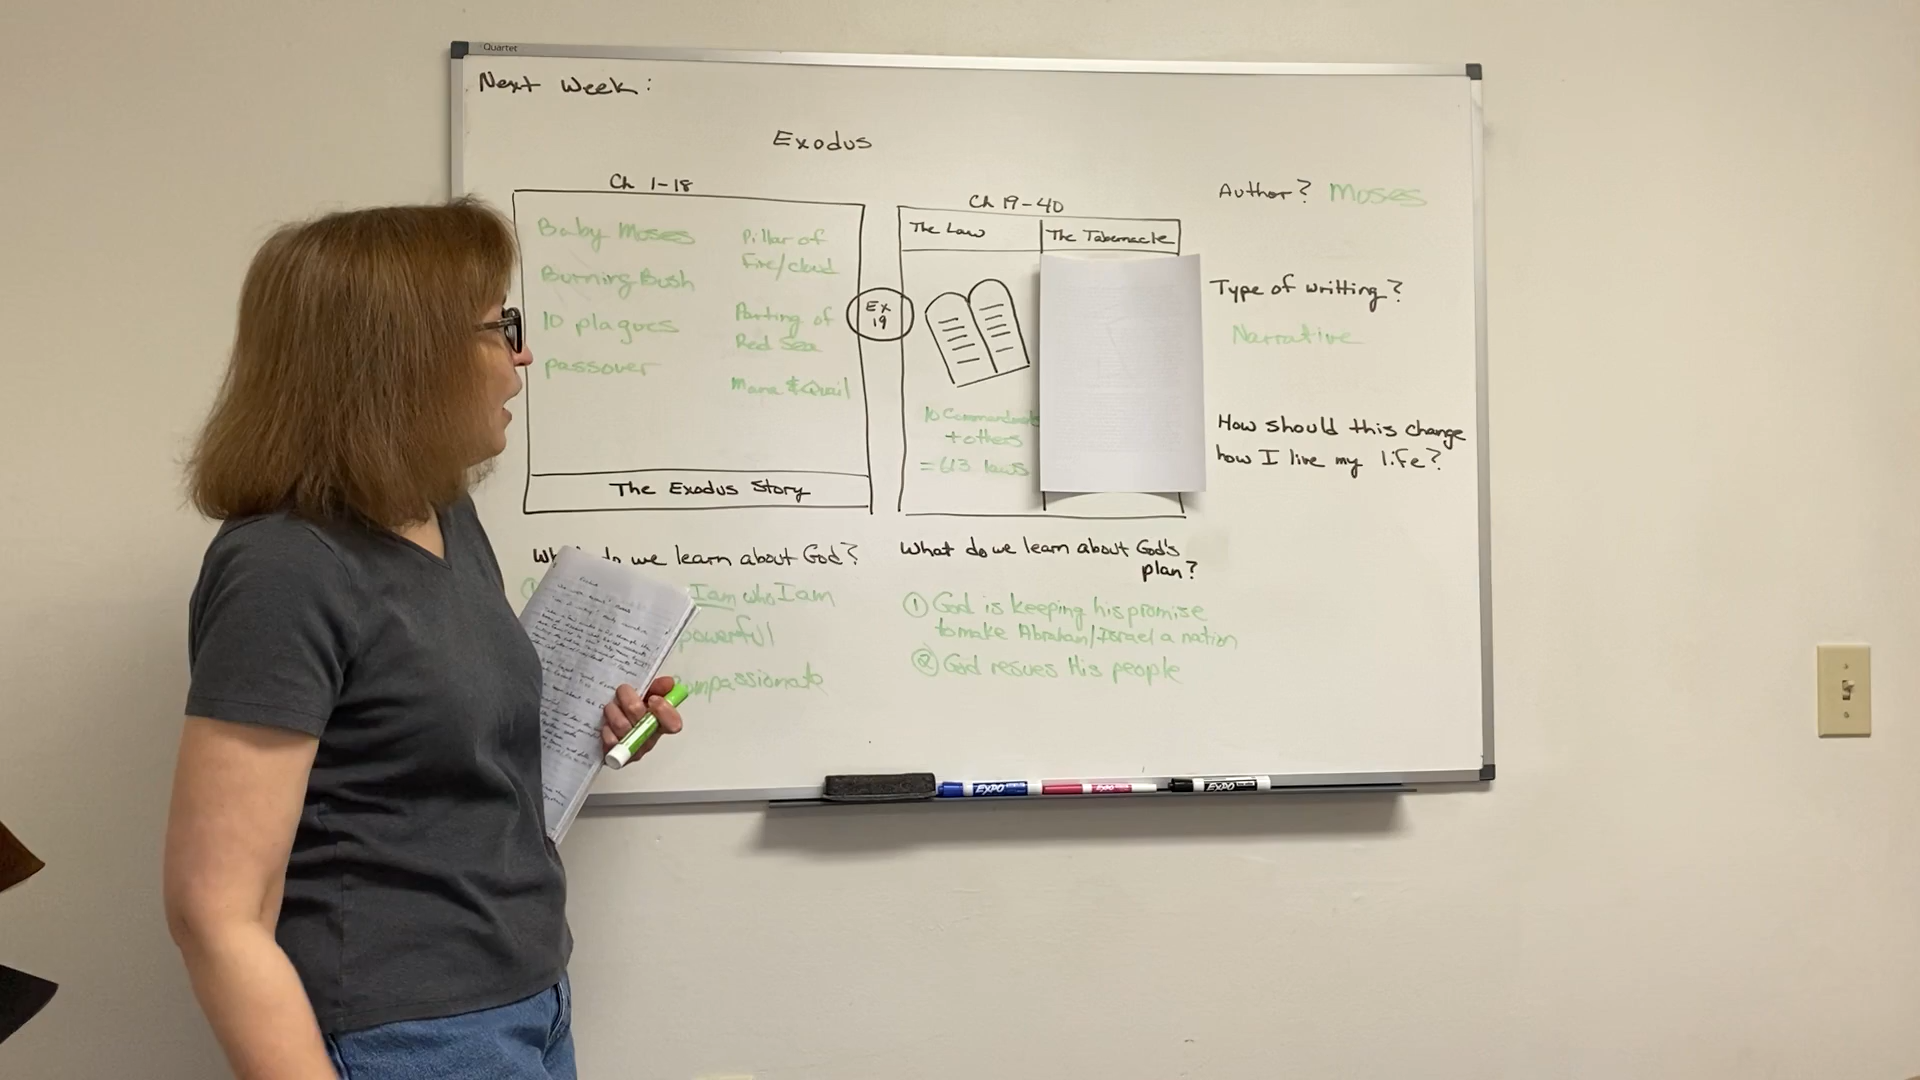 Quartet
Next Week:
Exodus
Ch 1-18
Baby Moses
Burning Bush
10 plagues
passover
Pillar of
Fire/cloud
Parting of
Red Sea
Mana & Quail
The Exodus Story
Ex
19
Ch 19-40
The Law
The Tabernacle
10 Commandments
+ others
= 613 laws
Author? Moses
Type of writting?
Narrative
How should this change
how I live my life?
do we learn about God?
I am who I am
powerful
compassionate
What do we learn about God's
plan?
① God is keeping his promise
to make Abraham/Israel a nation
② God resues His people
EXPO
EXPO
EXPO